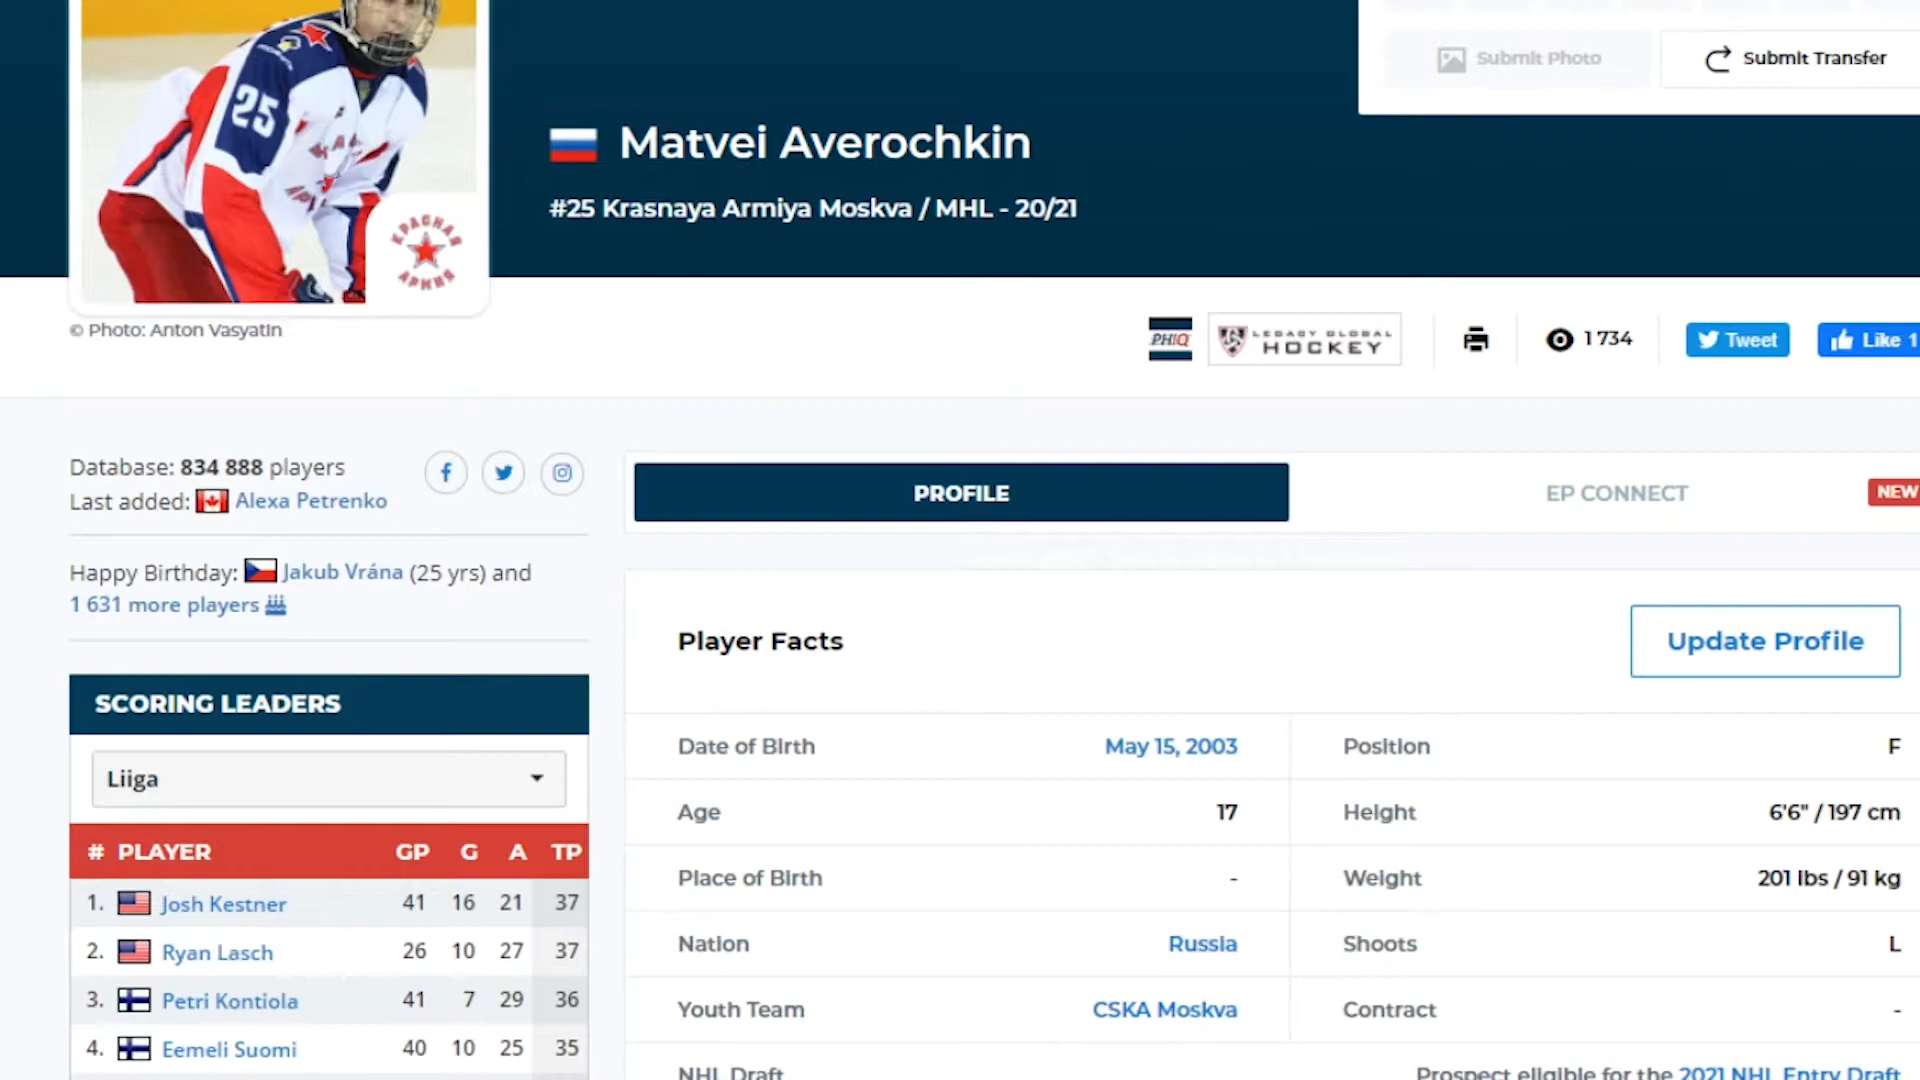 Submit Photo
Submit Transfer
25
Matvei Averochkin
#25 Krasnaya Armiya Moskva / MHL - 20/21
КРАСНАЯ
АРМИЯ
© Photo: Anton Vasyatin
PHIQ
LEGACY GLOBAL
HOCKEY
1 734
Tweet
Like 1
Database: 834 888 players
Last added: Alexa Petrenko
Happy Birthday: Jakub Vrána (25 yrs) and
1 631 more players
PROFILE
EP CONNECT
NEW
SCORING LEADERS
Liiga
# PLAYER GP G A TP
1. Josh Kestner 41 16 21 37
2. Ryan Lasch 26 10 27 37
3. Petri Kontiola 41 7 29 36
4. Eemeli Suomi 40 10 25 35
Player Facts
Update Profile
Date of Birth May 15, 2003
Position F
Age 17
Height 6'6" / 197 cm
Place of Birth -
Weight 201 lbs / 91 kg
Nation Russia
Shoots L
Youth Team CSKA Moskva
Contract -
NHL Draft
Prospect eligible for the 2021 NHL Entry Draft